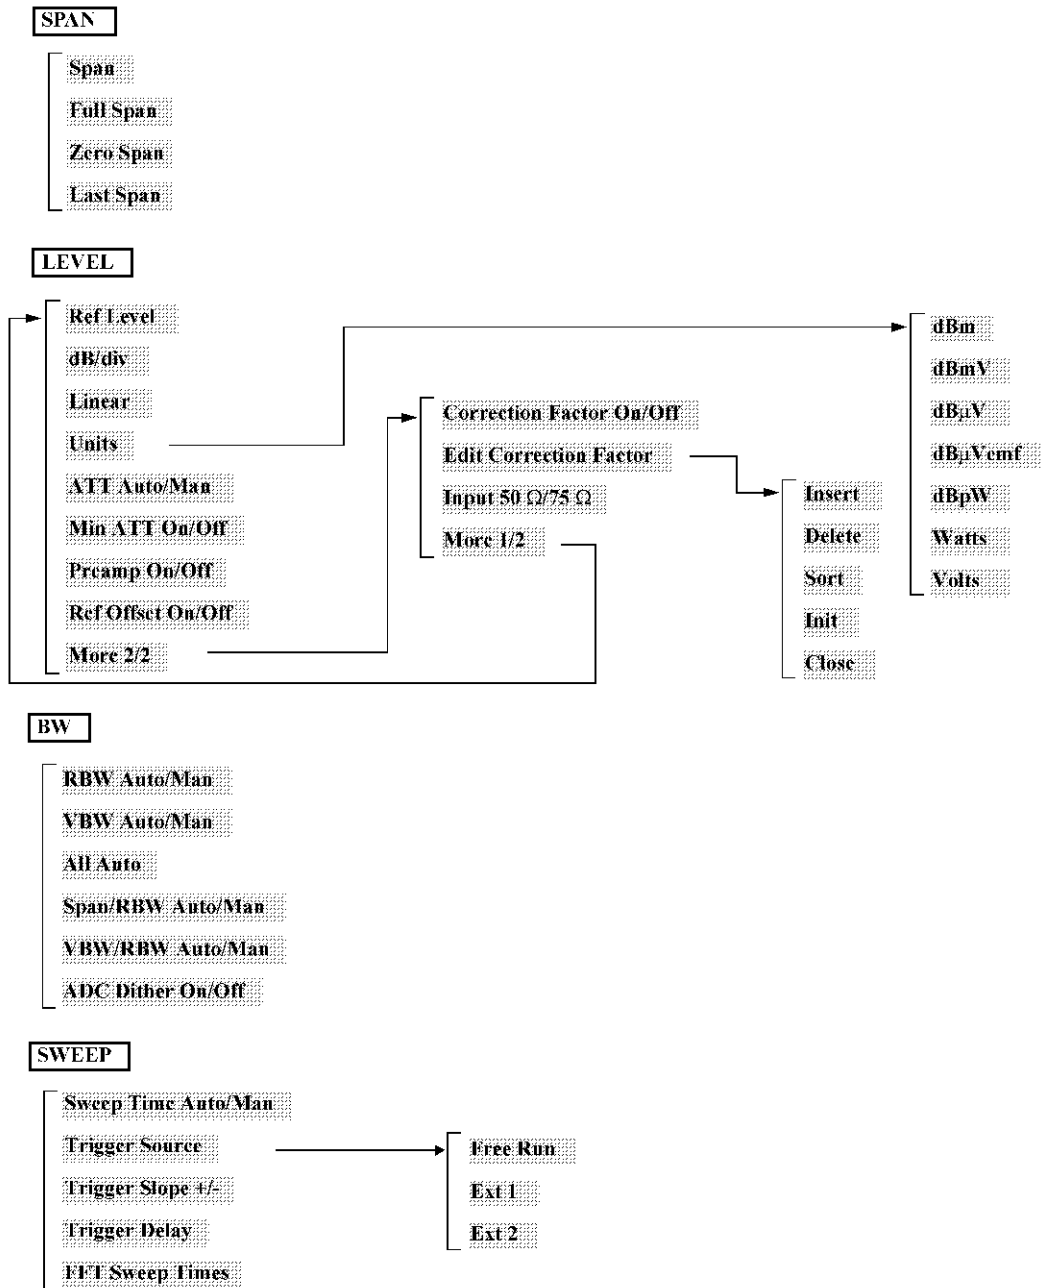 SPAN
Span
Full Span
Zero Span
Last Span
LEVEL
Ref Level
dB/div
Linear
Units
ATT Auto/Man
Min ATT On/Off
Preamp On/Off
Ref Offset On/Off
More 2/2
Correction Factor On/Off
Edit Correction Factor
Input 50 Ω/75 Ω
More 1/2
Insert
Delete
Sort
Init
Close
dBm
dBmV
dBµV
dBµVemf
dBpW
Watts
Volts
BW
RBW Auto/Man
VBW Auto/Man
All Auto
Span/RBW Auto/Man
VBW/RBW Auto/Man
ADC Dither On/Off
SWEEP
Sweep Time Auto/Man
Trigger Source
Trigger Slope +/-
Trigger Delay
FFT Sweep Times
Free Run
Ext 1
Ext 2